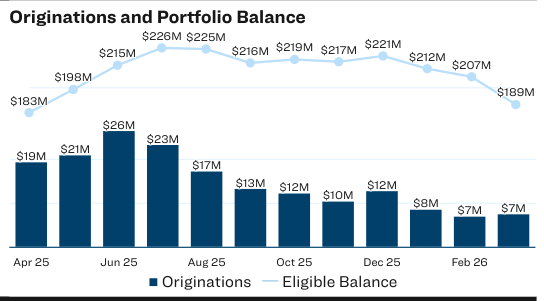 Originations and Portfolio Balance
$226M $225M
$215M $216M $219M $217M $221M $212M
$198M $207M
$183M $189M
$26M
$19M $21M $23M
$17M
$13M $12M $10M $12M
$8M $7M $7M
Apr 25 Jun 25 Aug 25 Oct 25 Dec 25 Feb 26
Originations Eligible Balance